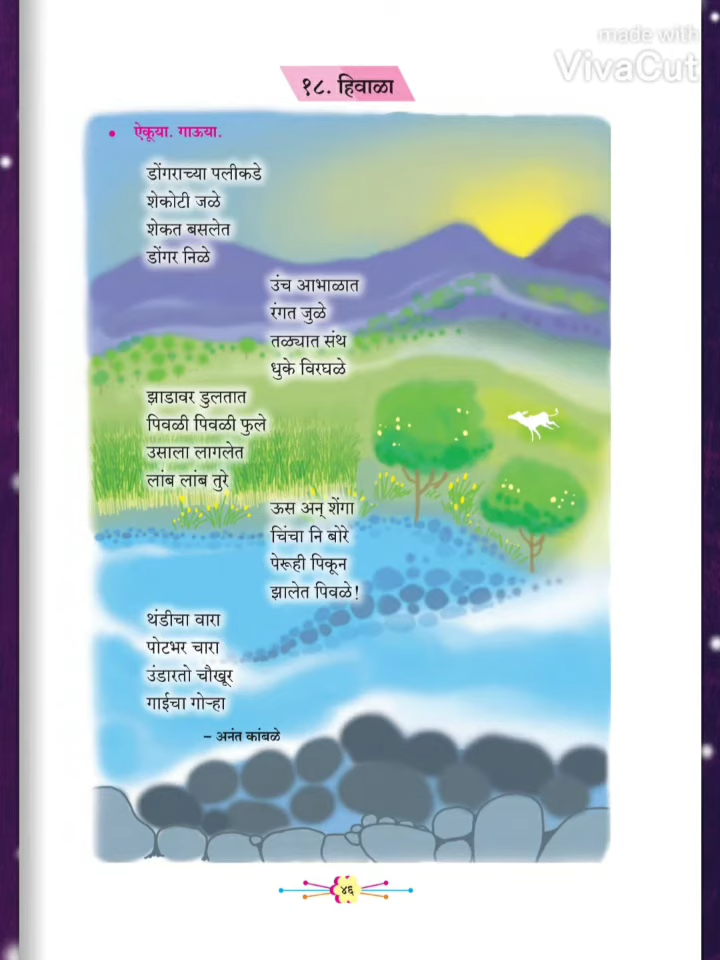 made with
VivaCut
१८. हिवाळा
• ऐकूया. गाऊया.
डोंगराच्या पलीकडे
शेकोटी जळे
शेकत बसलेत
डोंगर निळे
उंच आभाळात
रंगत जुळे
तळ्यात संथ
धुके विरघळे
झाडावर डुलतात
पिवळी पिवळी फुले
उसाला लागलेत
लांब लांब तुरे
ऊस अन् शेंगा
चिंचा नि बोरे
पेरूही पिकून
झालेत पिवळे!
थंडीचा वारा
पोटभर चारा
उंडारतो चौखूर
गाईचा गोऱ्हा
– अनंत कांबळे
४६